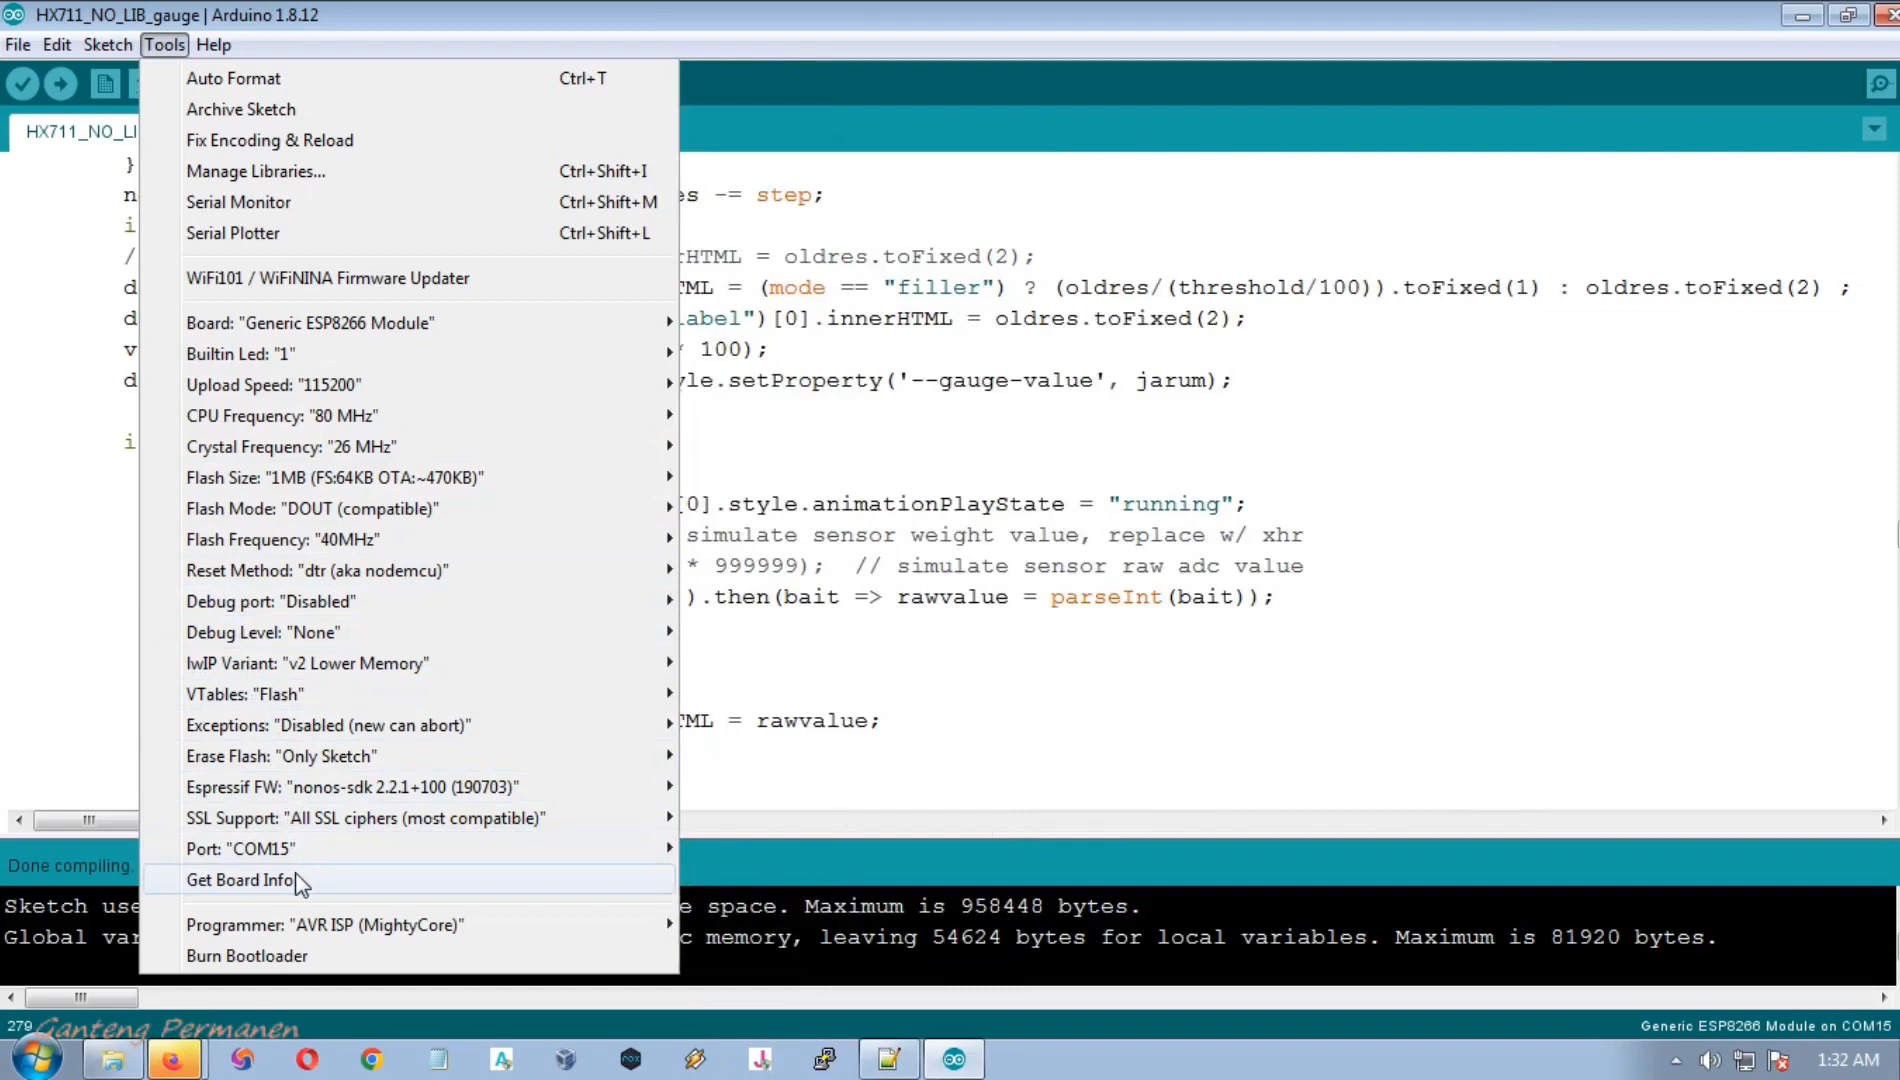 HX711_NO_LIB_gauge | Arduino 1.8.12
File Edit Sketch Tools Help
HX711_NO_LI
Auto Format Ctrl+T
Archive Sketch
Fix Encoding & Reload
Manage Libraries... Ctrl+Shift+I
Serial Monitor Ctrl+Shift+M
Serial Plotter Ctrl+Shift+L
WiFi101 / WiFiNINA Firmware Updater
Board: "Generic ESP8266 Module"
Builtin Led: "1"
Upload Speed: "115200"
CPU Frequency: "80 MHz"
Crystal Frequency: "26 MHz"
Flash Size: "1MB (FS:64KB OTA:~470KB)"
Flash Mode: "DOUT (compatible)"
Flash Frequency: "40MHz"
Reset Method: "dtr (aka nodemcu)"
Debug port: "Disabled"
Debug Level: "None"
lwIP Variant: "v2 Lower Memory"
VTables: "Flash"
Exceptions: "Disabled (new can abort)"
Erase Flash: "Only Sketch"
Espressif FW: "nonos-sdk 2.2.1+100 (190703)"
SSL Support: "All SSL ciphers (most compatible)"
Port: "COM15"
Get Board Info
Programmer: "AVR ISP (MightyCore)"
Burn Bootloader
}
n es -= step;
i
/ rHTML = oldres.toFixed(2);
d ML = (mode == "filler") ? (oldres/(threshold/100)).toFixed(1) : oldres.toFixed(2) ;
d abel")[0].innerHTML = oldres.toFixed(2);
v * 100);
d yle.setProperty('--gauge-value', jarum);
i
[0].style.animationPlayState = "running";
simulate sensor weight value, replace w/ xhr
* 999999); // simulate sensor raw adc value
).then(bait => rawvalue = parseInt(bait));
TML = rawvalue;
Done compiling.
Sketch use e space. Maximum is 958448 bytes.
Global var c memory, leaving 54624 bytes for local variables. Maximum is 81920 bytes.
279 Ganteng Permanen
Generic ESP8266 Module on COM15
1:32 AM